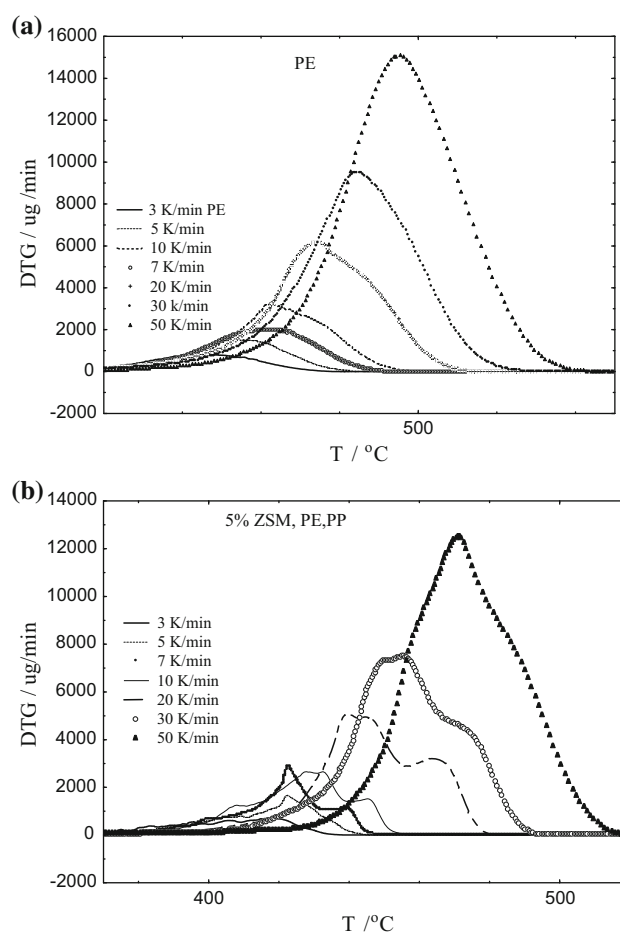 (a)
16000
14000
12000
10000
8000
6000
4000
2000
0
-2000
DTG / ug /min
PE
3 K/min PE
5 K/min
10 K/min
7 K/min
20 K/min
30 k/min
50 K/min
500
T / °C
(b)
14000
12000
10000
8000
6000
4000
2000
0
-2000
DTG / ug/min
5% ZSM, PE,PP
3 K/min
5 K/min
7 K/min
10 K/min
20 K/min
30 K/min
50 K/min
400
500
T /°C